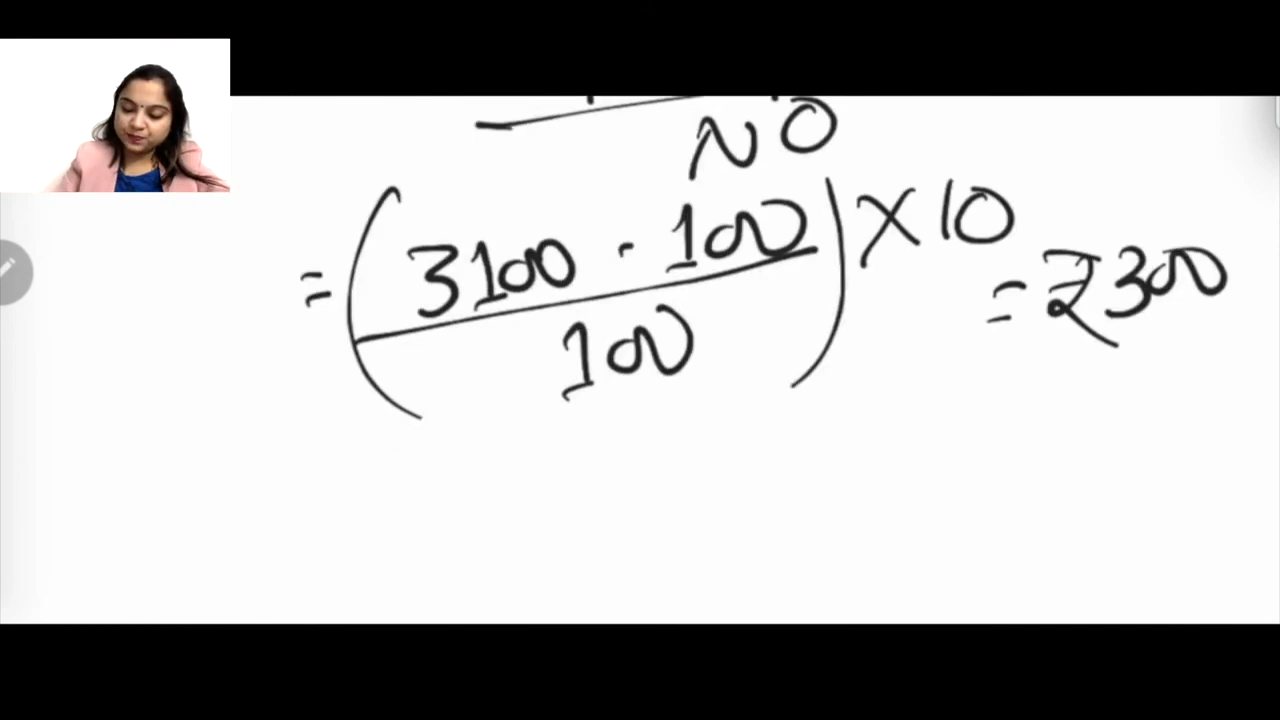 NO
= (3100 - 100 / 100) × 10 = ₹300